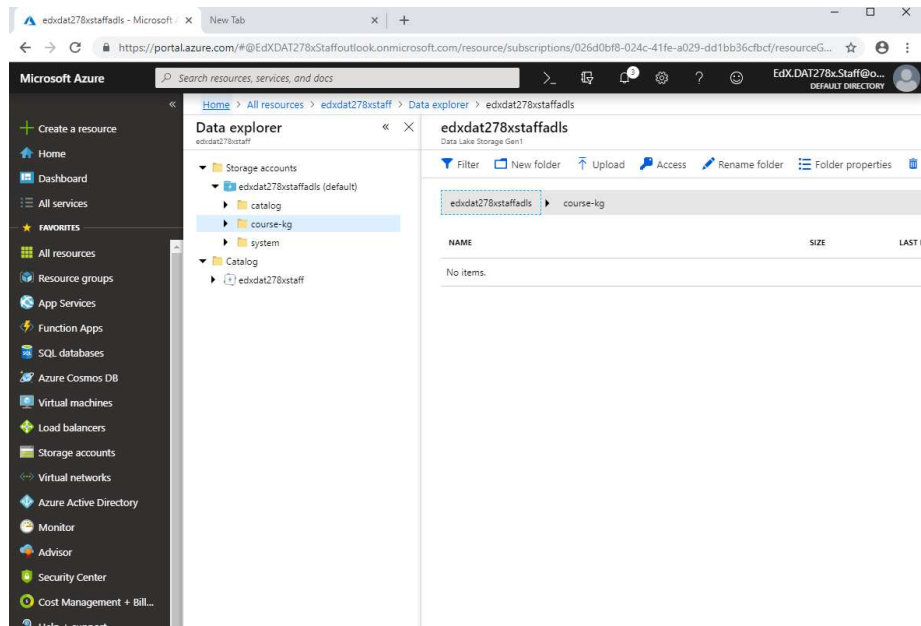 edxdat278xstaffadls - Microsoft
New Tab
https://portal.azure.com/#@EdXDAT278xStaffoutlook.onmicrosoft.com/resource/subscriptions/026d0bf8-024c-41fe-a029-dd1bb36cfbcf/resourceG...
Microsoft Azure
Search resources, services, and docs
3
EdX.DAT278x.Staff@o...
DEFAULT DIRECTORY
Home > All resources > edxdat278xstaff > Data explorer > edxdat278xstaffadls
Create a resource
Home
Dashboard
All services
FAVORITES
All resources
Resource groups
App Services
Function Apps
SQL databases
Azure Cosmos DB
Virtual machines
Load balancers
Storage accounts
Virtual networks
Azure Active Directory
Monitor
Advisor
Security Center
Cost Management + Bill...
Help + support
Data explorer
edxdat278xstaff
Storage accounts
edxdat278xstaffadls (default)
catalog
course-kg
system
Catalog
edxdat278xstaff
edxdat278xstaffadls
Data Lake Storage Gen1
Filter New folder Upload Access Rename folder Folder properties
edxdat278xstaffadls course-kg
NAME SIZE LAST
No items.